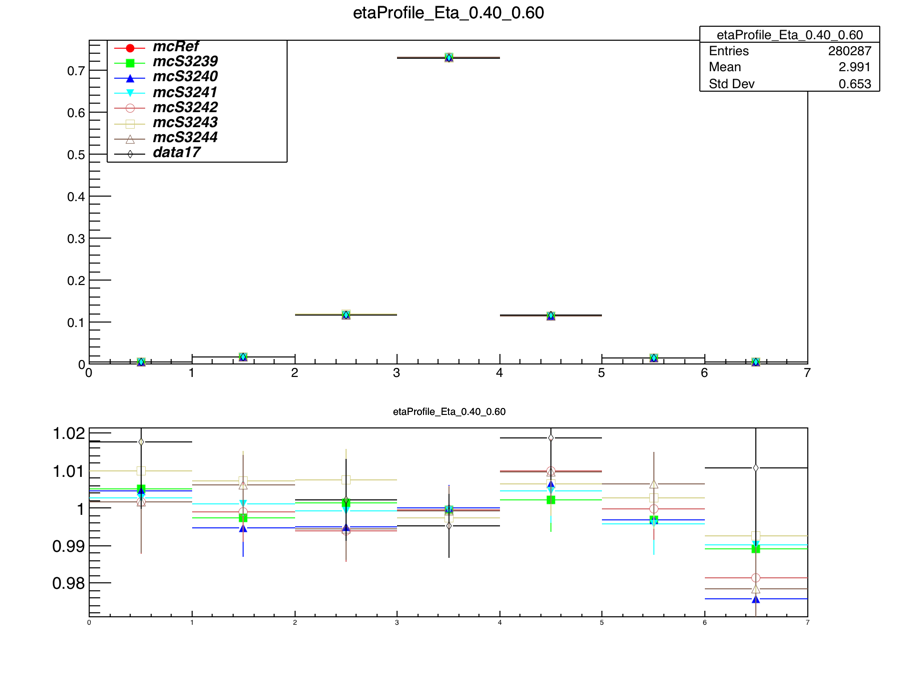 etaProfile_Eta_0.40_0.60
etaProfile_Eta_0.40_0.60
Entries 280287
Mean 2.991
Std Dev 0.653
mcRef
mcS3239
mcS3240
mcS3241
mcS3242
mcS3243
mcS3244
data17
0.7
0.6
0.5
0.4
0.3
0.2
0.1
0
0 1 2 3 4 5 6 7
etaProfile_Eta_0.40_0.60
1.02
1.01
1
0.99
0.98
0 1 2 3 4 5 6 7